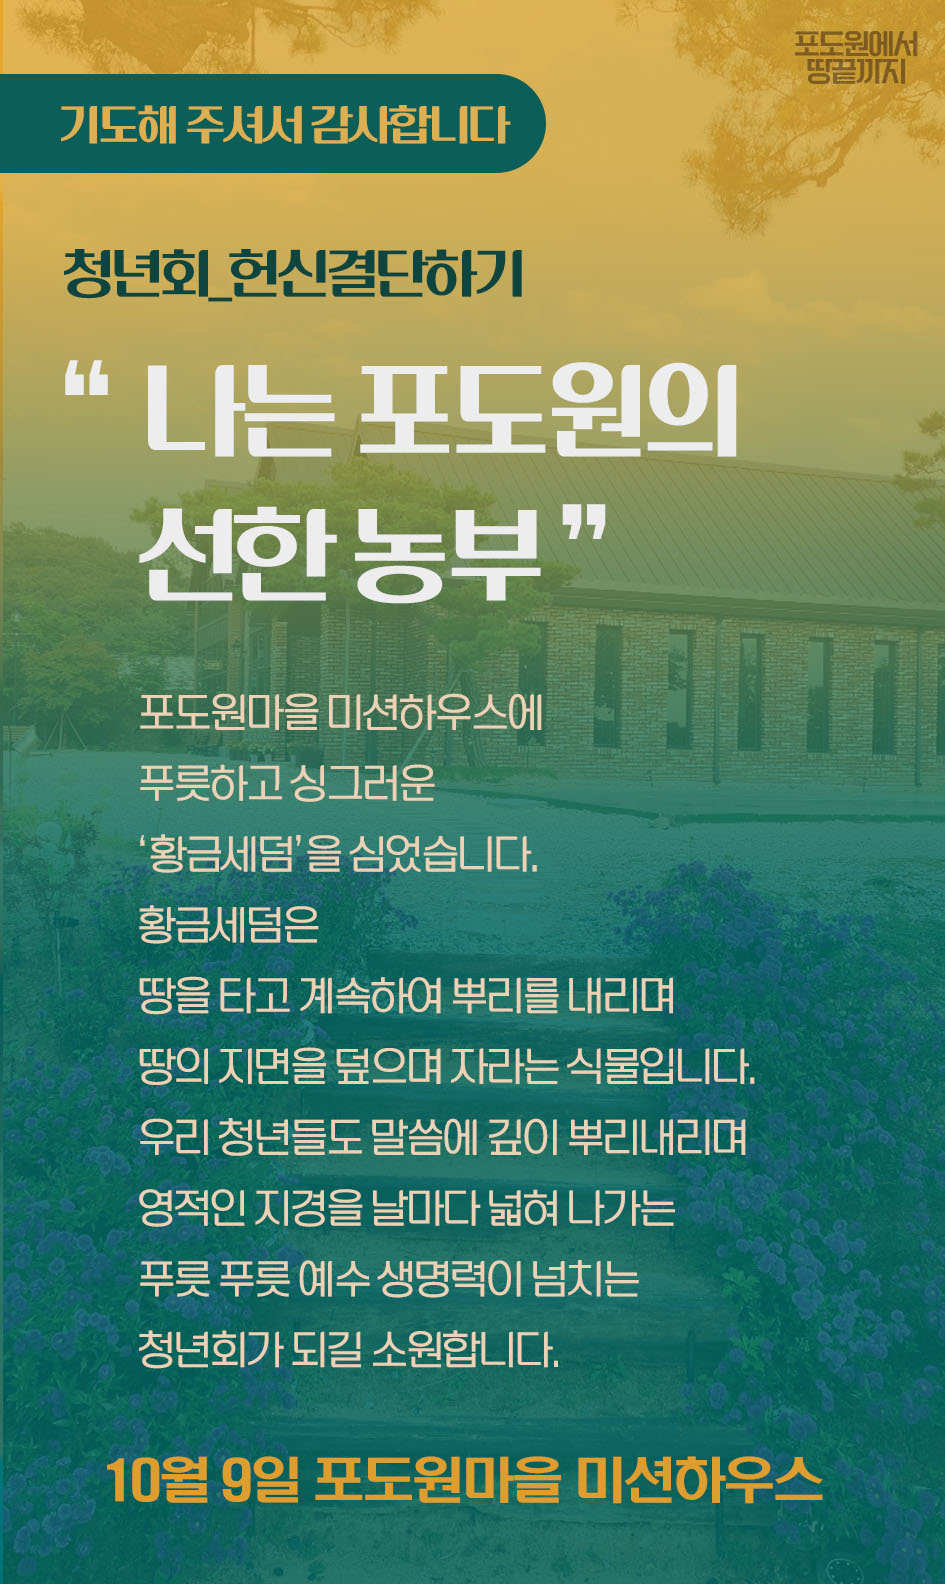 포도원에서
땅끝까지
기도해 주셔서 감사합니다
청년회_헌신결단하기
“ 나는 포도원의
선한 농부 ”
포도원마을 미션하우스에
푸릇하고 싱그러운
‘황금세덤’을 심었습니다.
황금세덤은
땅을 타고 계속하여 뿌리를 내리며
땅의 지면을 덮으며 자라는 식물입니다.
우리 청년들도 말씀에 깊이 뿌리내리며
영적인 지경을 날마다 넓혀 나가는
푸릇 푸릇 예수 생명력이 넘치는
청년회가 되길 소원합니다.
10월 9일 포도원마을 미션하우스